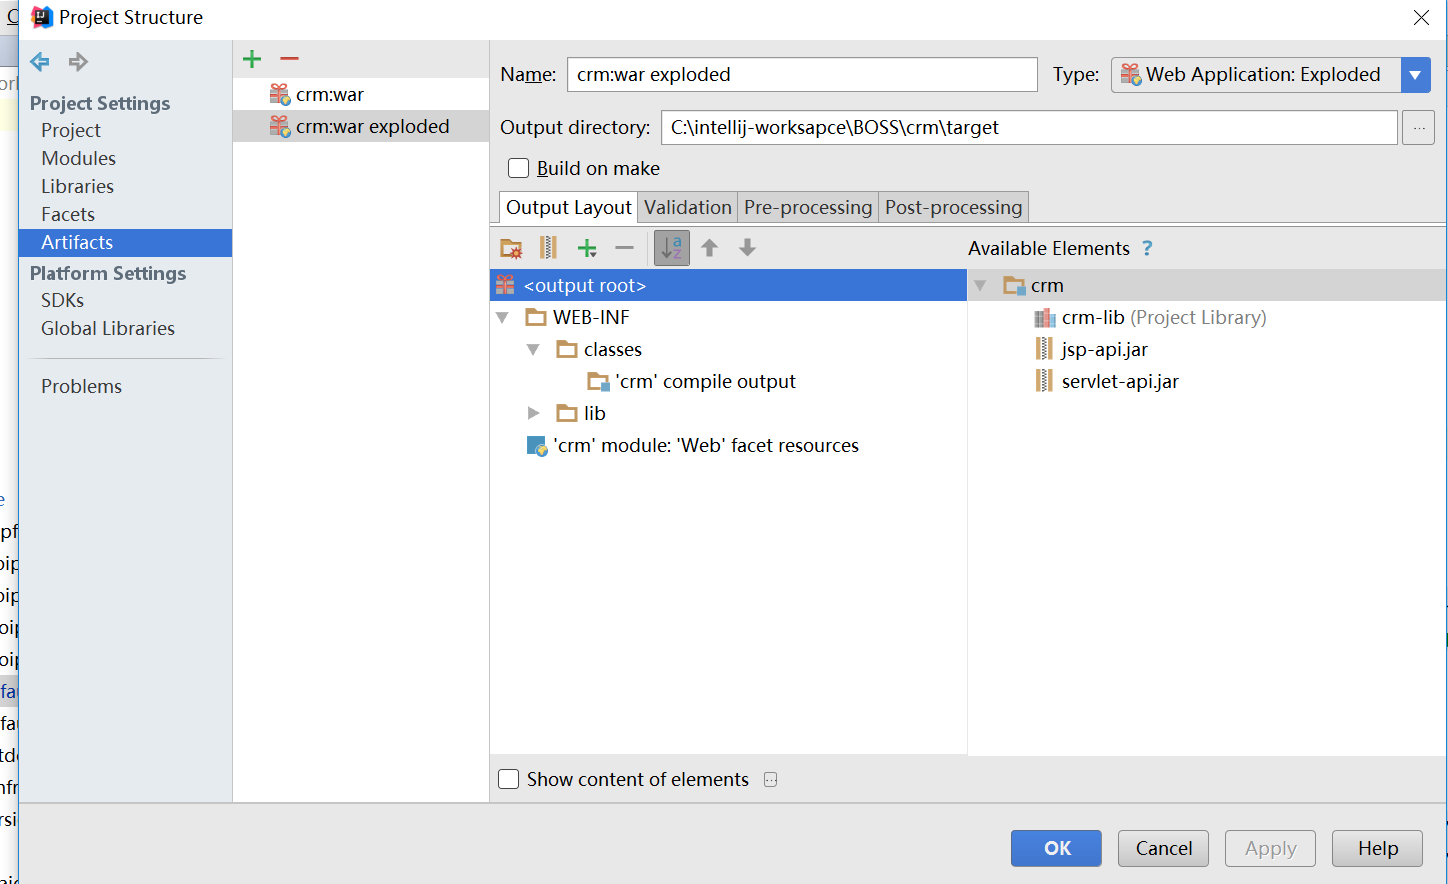 Project Structure
Project Settings
Project
Modules
Libraries
Facets
Artifacts
Platform Settings
SDKs
Global Libraries
Problems
crm:war
crm:war exploded
Name: crm:war exploded Type: Web Application: Exploded
Output directory: C:\intellij-worksapce\BOSS\crm\target ...
Build on make
Output Layout Validation Pre-processing Post-processing
Available Elements ?
<output root>
WEB-INF
classes
'crm' compile output
lib
'crm' module: 'Web' facet resources
crm
crm-lib (Project Library)
jsp-api.jar
servlet-api.jar
Show content of elements ...
OK Cancel Apply Help